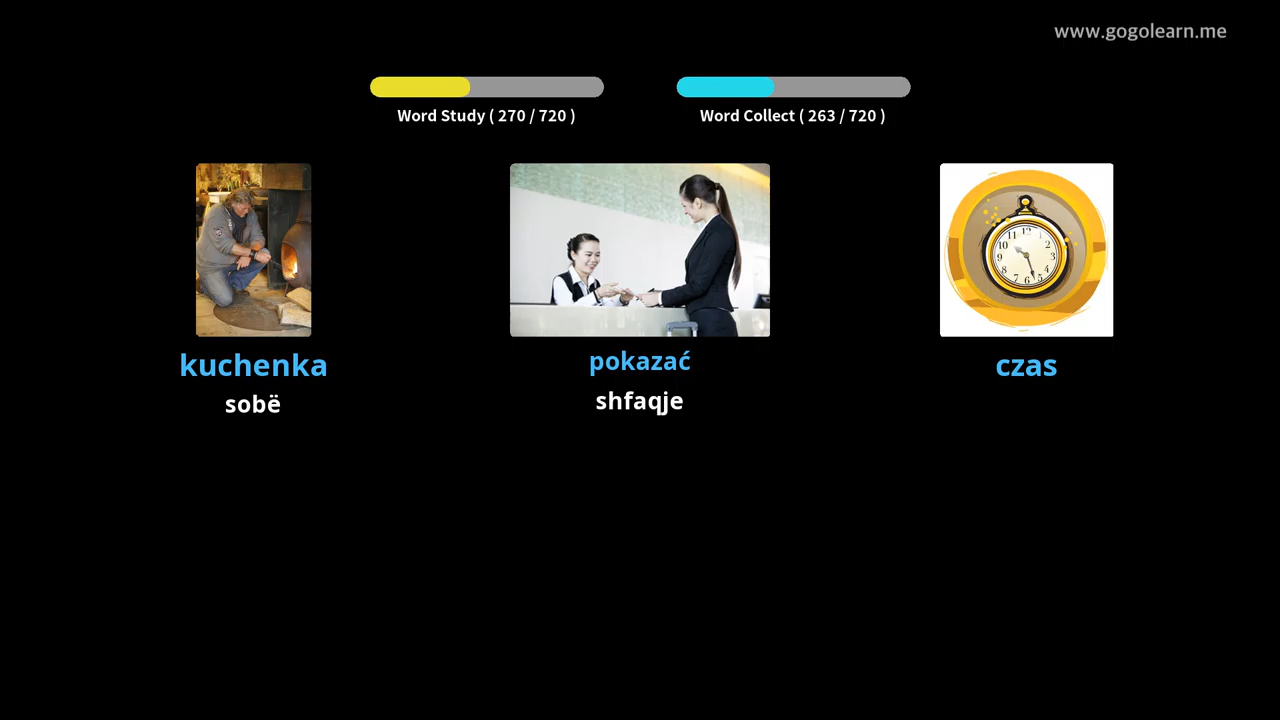 www.gogolearn.me
Word Study ( 270 / 720 )
Word Collect ( 263 / 720 )
kuchenka
pokazać
czas
sobë
shfaqje